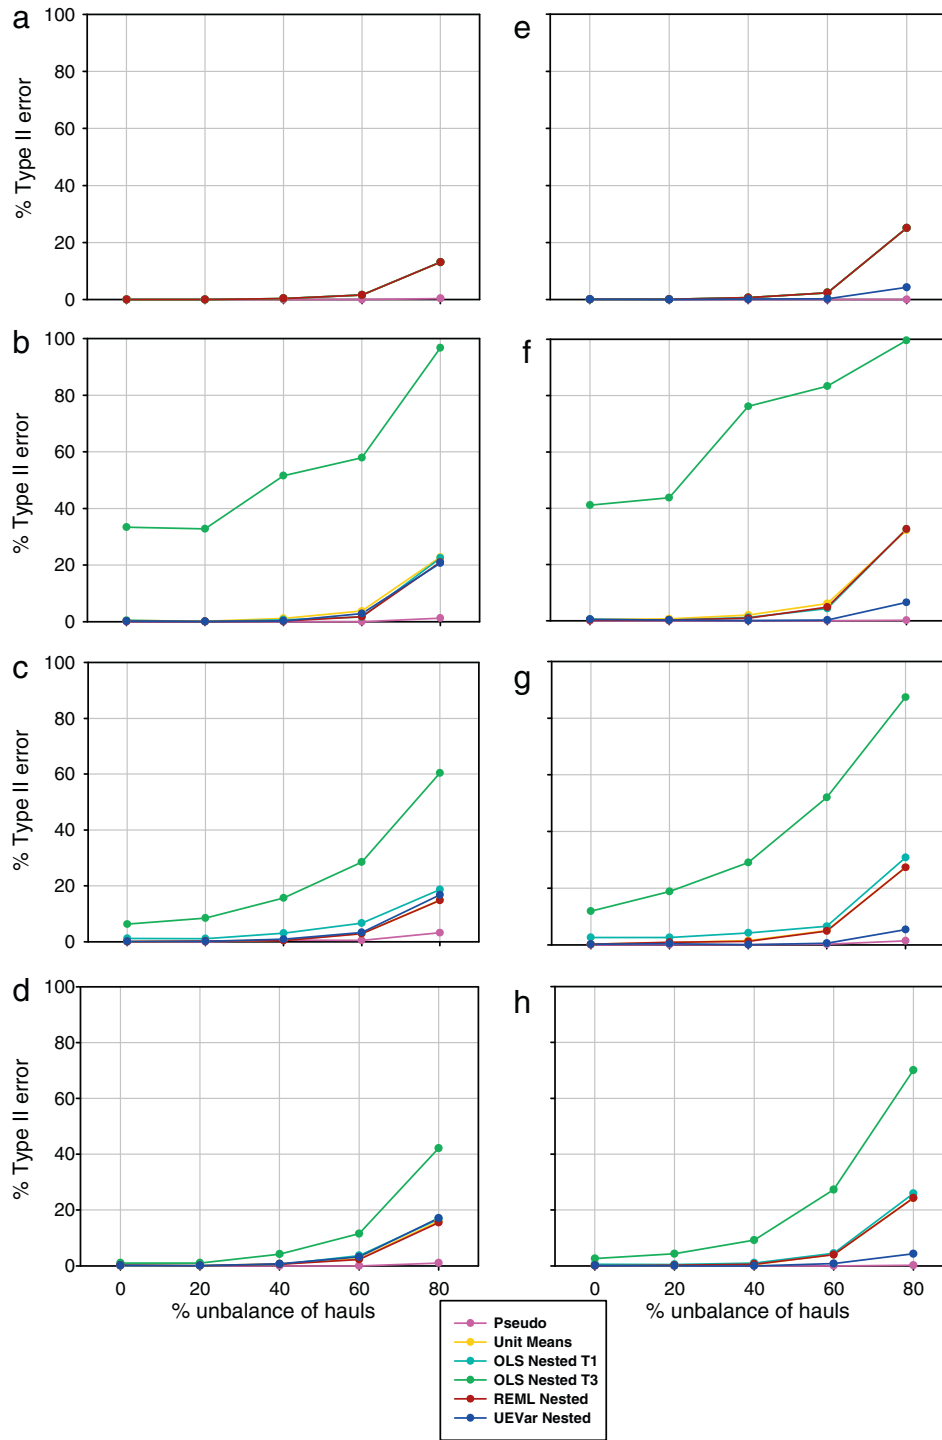 a
100
80
60
40
20
0
% Type II error
e
b
100
80
60
40
20
0
% Type II error
f
c
100
80
60
40
20
0
% Type II error
g
d
100
80
60
40
20
0
% Type II error
0 20 40 60 80
% unbalance of hauls
h
0 20 40 60 80
% unbalance of hauls
Pseudo
Unit Means
OLS Nested T1
OLS Nested T3
REML Nested
UEVar Nested